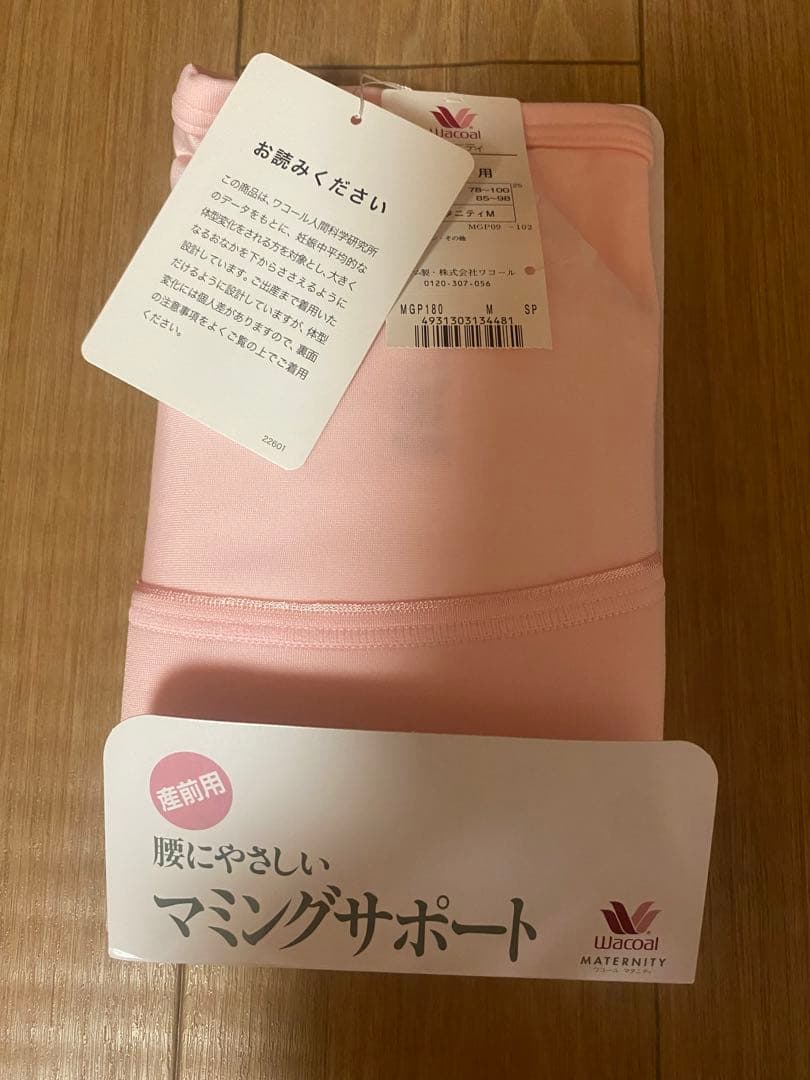 お読みください
この商品は、ワコール人間科学研究所
のデータをもとに、妊娠中平均的な
体型変化をされる方を対象とし、大きく
なるおなかを下からささえるように
設計しています。ご出産まで着用いた
だけるように設計していますが、体型
変化には個人差がありますので、裏面
の注意事項をよくご覧の上でご着用
ください。
22601
Wacoal
用
78~100
85~98
タニティM
25
MGP09 -102
その他
製・株式会社ワコール
0120-307-056
MGP180 M SP
4931303134481
産前用
腰にやさしい
マミングサポート
Wacoal
MATERNITY
ワコール マタニティ